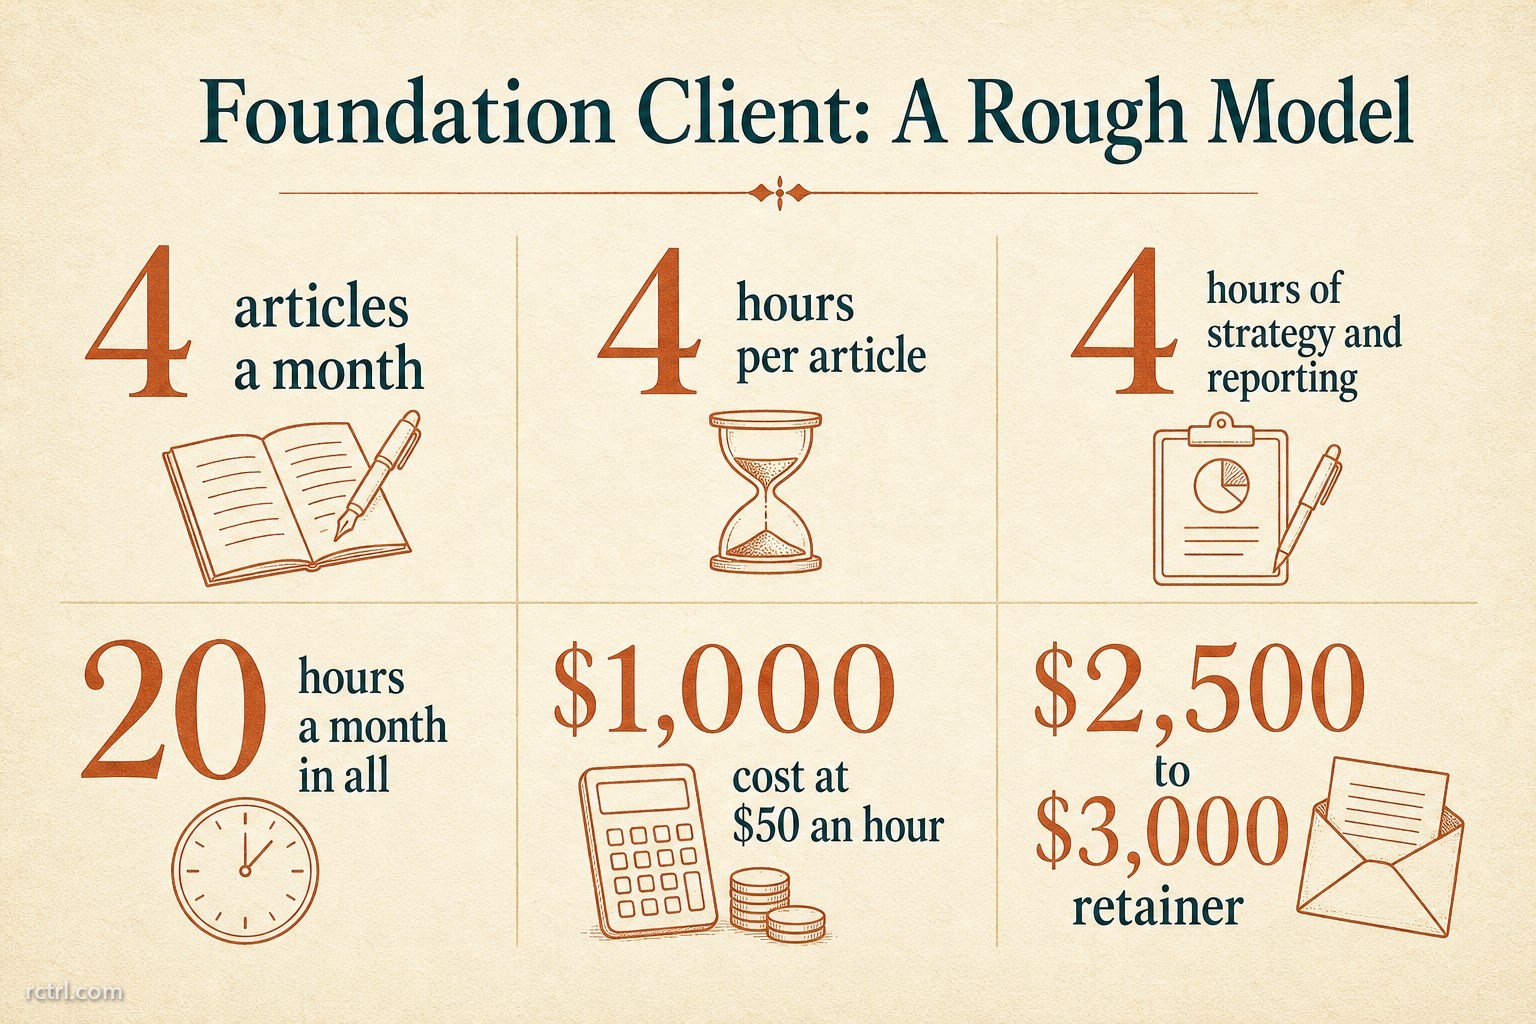 Foundation Client: A Rough Model
4
articles
a month
4
hours
per article
4
hours of
strategy and
reporting
20
hours
a month
in all
$1,000
cost at
$50 an hour
$2,500
to
$3,000
retainer
rctrl.com